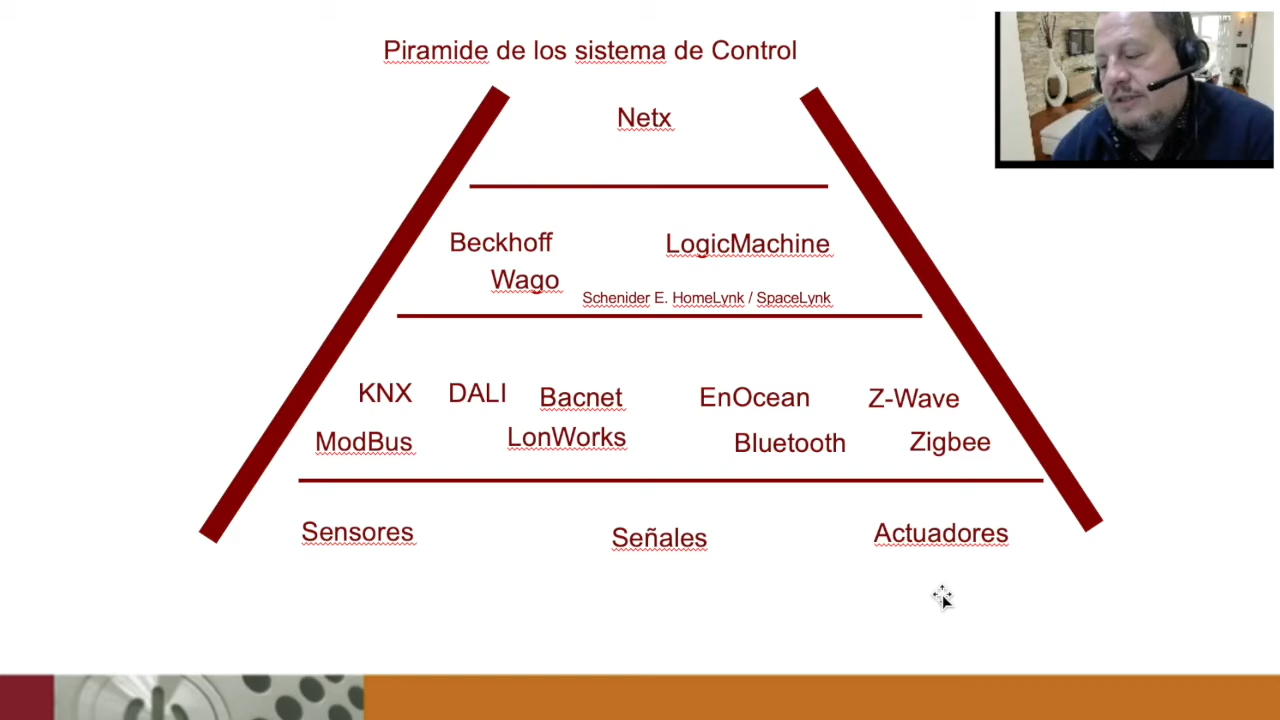 Piramide de los sistema de Control
Netx
Beckhoff
LogicMachine
Wago
Schenider E. HomeLynk / SpaceLynk
KNX
DALI
Bacnet
EnOcean
Z-Wave
ModBus
LonWorks
Bluetooth
Zigbee
Sensores
Señales
Actuadores